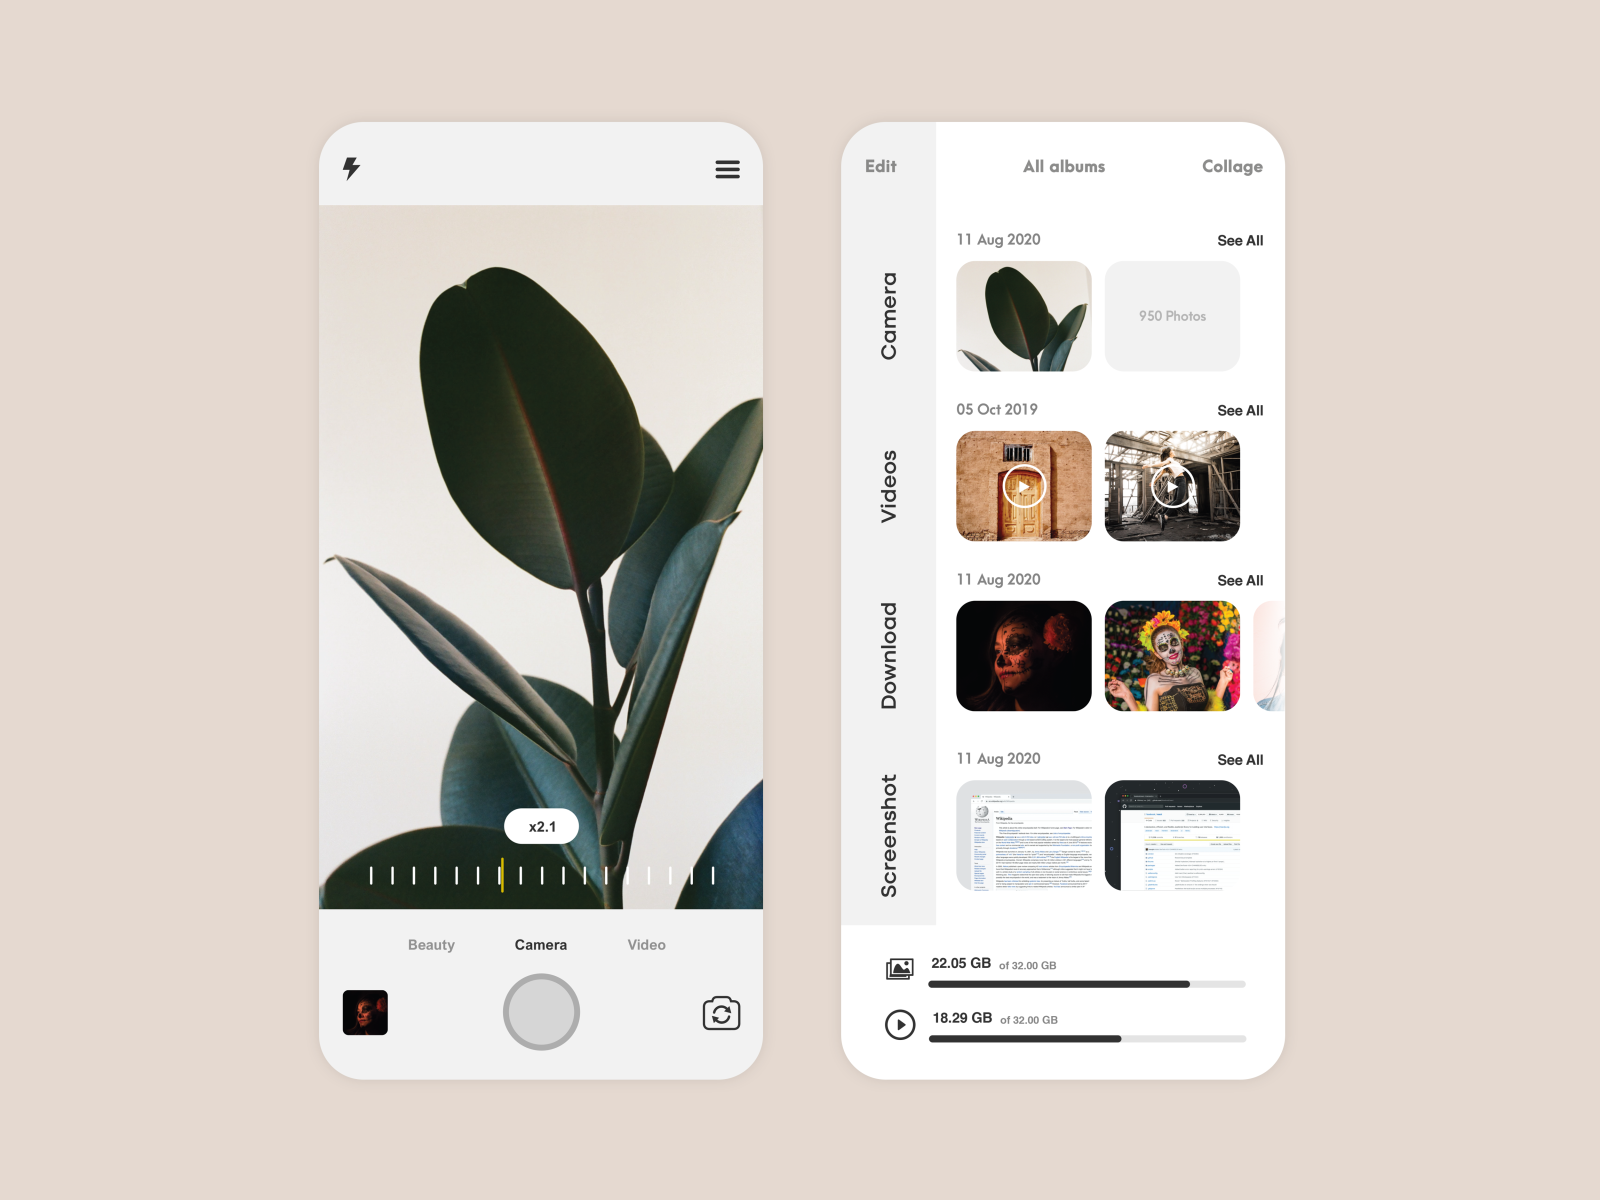 x2.1
Beauty Camera Video
Edit All albums Collage
Camera
11 Aug 2020 See All
950 Photos
Videos
05 Oct 2019 See All
Download
11 Aug 2020 See All
Screenshot
11 Aug 2020 See All
Wikipedia
22.05 GB of 32.00 GB
18.29 GB of 32.00 GB